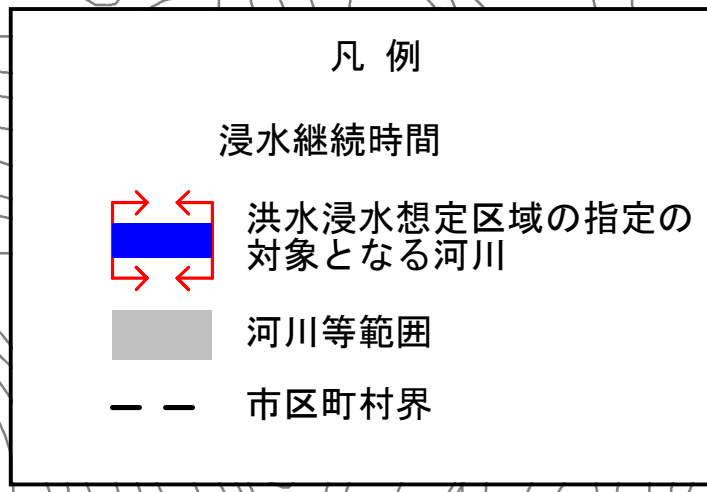 凡 例
浸水継続時間
洪水浸水想定区域の指定の
対象となる河川
河川等範囲
市区町村界